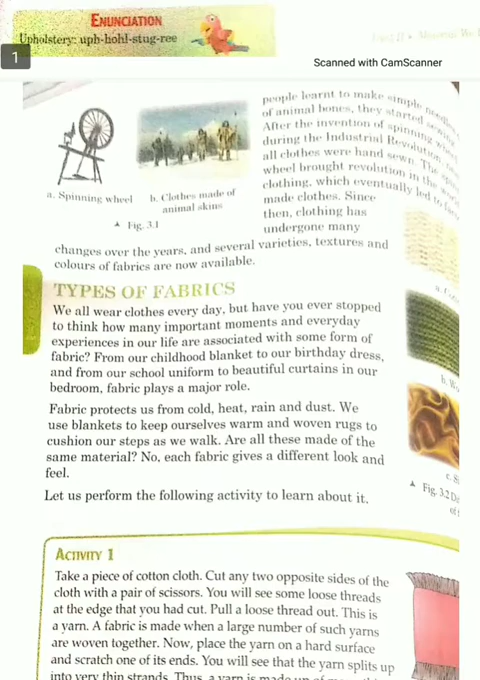 ENUNCIATION
Upholstery: uph-hohl-stug-ree
1
Scanned with CamScanner
people learnt to make simple needles
of animal bones, they started sewing
After the invention of spinning wheel
during the Industrial Revolution,
all clothes were hand sewn. The
wheel brought revolution in the
clothing, which eventually led to
made clothes. Since
then, clothing has
undergone many
a. Spinning wheel
b. Clothes made of
animal skins
Fig. 3.1
changes over the years, and several varieties, textures and
colours of fabrics are now available.
TYPES OF FABRICS
We all wear clothes every day, but have you ever stopped
to think how many important moments and everyday
experiences in our life are associated with some form of
fabric? From our childhood blanket to our birthday dress,
and from our school uniform to beautiful curtains in our
bedroom, fabric plays a major role.
Fabric protects us from cold, heat, rain and dust. We
use blankets to keep ourselves warm and woven rugs to
cushion our steps as we walk. Are all these made of the
same material? No, each fabric gives a different look and
feel.
Let us perform the following activity to learn about it.
Fig. 3.2
ACTIVITY 1
Take a piece of cotton cloth. Cut any two opposite sides of the
cloth with a pair of scissors. You will see some loose threads
at the edge that you had cut. Pull a loose thread out. This is
a yarn. A fabric is made when a large number of such yarns
are woven together. Now, place the yarn on a hard surface
and scratch one of its ends. You will see that the yarn splits up
into very thin strands. Thus, a yarn is made up of many